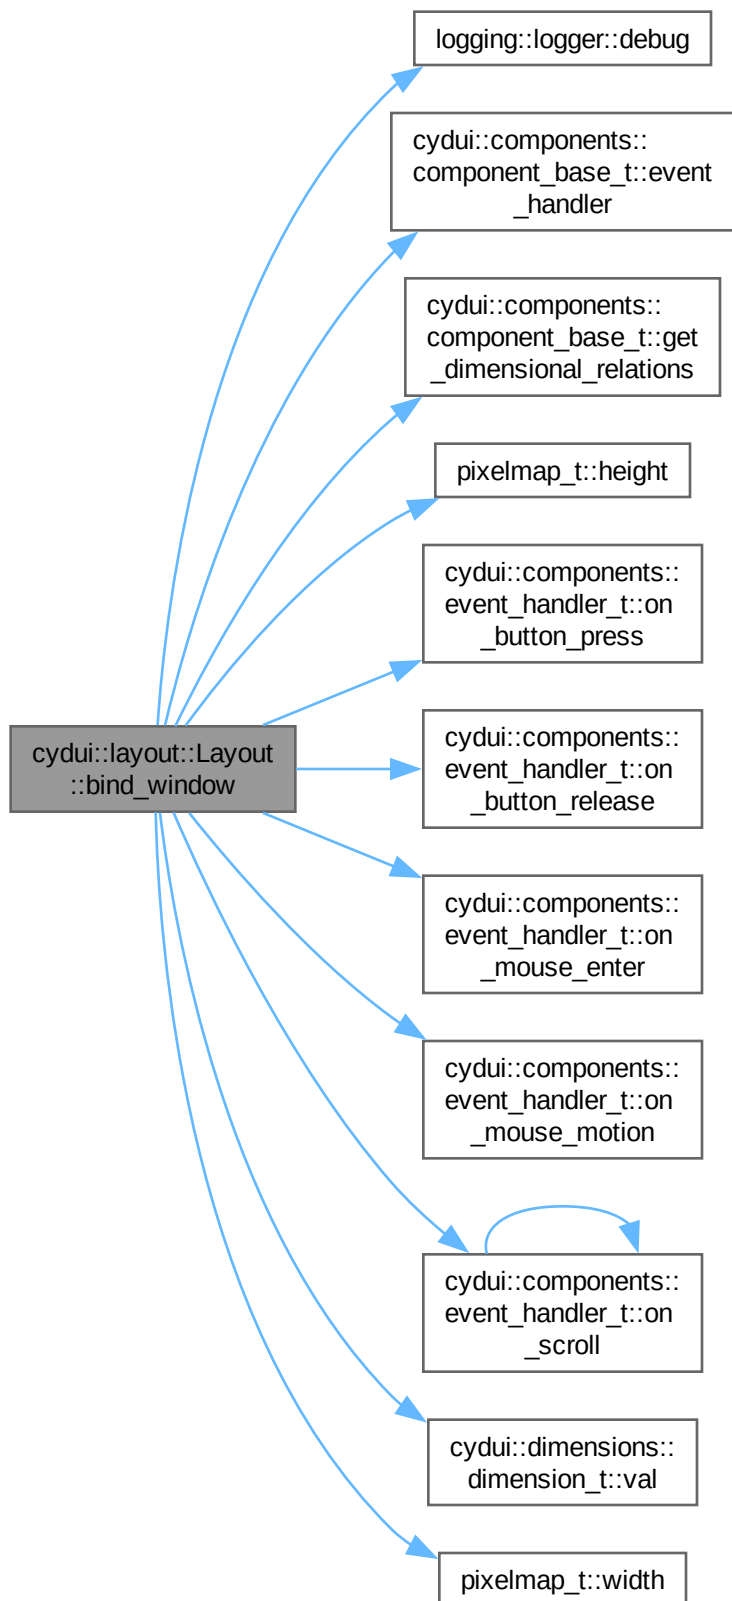 logging::logger::debug
cydui::components::
component_base_t::event
_handler
cydui::components::
component_base_t::get
_dimensional_relations
pixelmap_t::height
cydui::components::
event_handler_t::on
_button_press
cydui::layout::Layout
::bind_window
cydui::components::
event_handler_t::on
_button_release
cydui::components::
event_handler_t::on
_mouse_enter
cydui::components::
event_handler_t::on
_mouse_motion
cydui::components::
event_handler_t::on
_scroll
cydui::dimensions::
dimension_t::val
pixelmap_t::width